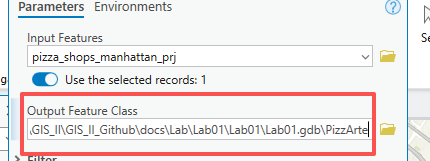 Parameters Environments
Input Features
pizza_shops_manhattan_prj
Use the selected records: 1
Output Feature Class
\GIS_II\GIS_II_Github\docs\Lab\Lab01\Lab01\Lab01.gdb\PizzArte
Filter